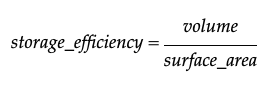 storage_efficiency = volume / surface_area